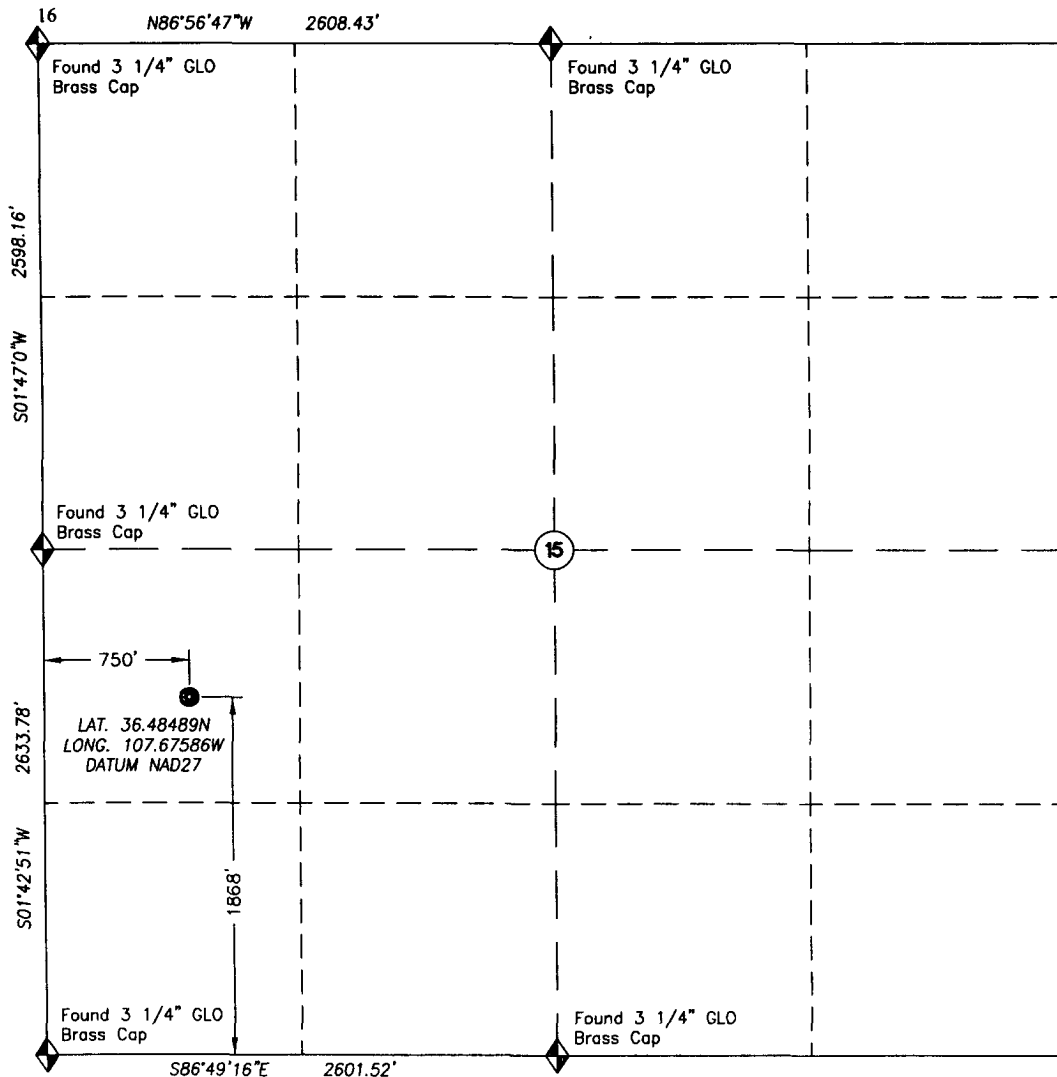 16
N86°56'47"W 2608.43'
Found 3 1/4" GLO
Brass Cap
Found 3 1/4" GLO
Brass Cap
2598.16'
S01°47'0"W
Found 3 1/4" GLO
Brass Cap
15
750'
LAT. 36.48489N
LONG. 107.67586W
DATUM NAD27
2633.78'
S01°42'51"W
1868'
Found 3 1/4" GLO
Brass Cap
Found 3 1/4" GLO
Brass Cap
S86°49'16"E 2601.52'